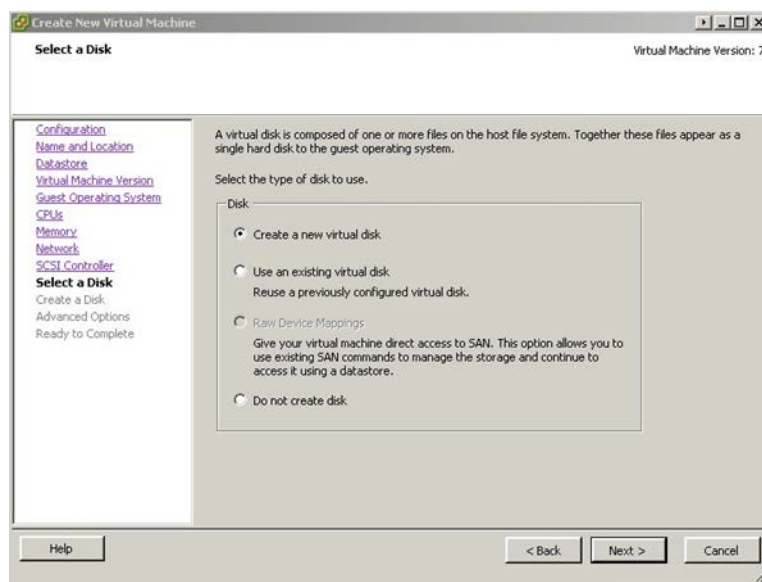 Create New Virtual Machine
Select a Disk
Virtual Machine Version: 7
Configuration
Name and Location
Datastore
Virtual Machine Version
Guest Operating System
CPUs
Memory
Network
SCSI Controller
Select a Disk
Create a Disk
Advanced Options
Ready to Complete
A virtual disk is composed of one or more files on the host file system. Together these files appear as a
single hard disk to the guest operating system.
Select the type of disk to use.
Disk
Create a new virtual disk
Use an existing virtual disk
Reuse a previously configured virtual disk.
Raw Device Mappings
Give your virtual machine direct access to SAN. This option allows you to
use existing SAN commands to manage the storage and continue to
access it using a datastore.
Do not create disk
Help
< Back
Next >
Cancel